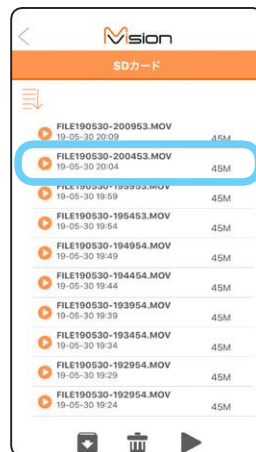 Msion
SDカード
FILE190530-200953.MOV
19-05-30 20:09
45M
FILE190530-200453.MOV
19-05-30 20:04
45M
FILE190530-195953.MOV
19-05-30 19:59
45M
FILE190530-195453.MOV
19-05-30 19:54
45M
FILE190530-194954.MOV
19-05-30 19:49
45M
FILE190530-194454.MOV
19-05-30 19:44
45M
FILE190530-193954.MOV
19-05-30 19:39
45M
FILE190530-193454.MOV
19-05-30 19:34
45M
FILE190530-192954.MOV
19-05-30 19:29
45M
FILE190530-192954.MOV
19-05-30 19:24
45M